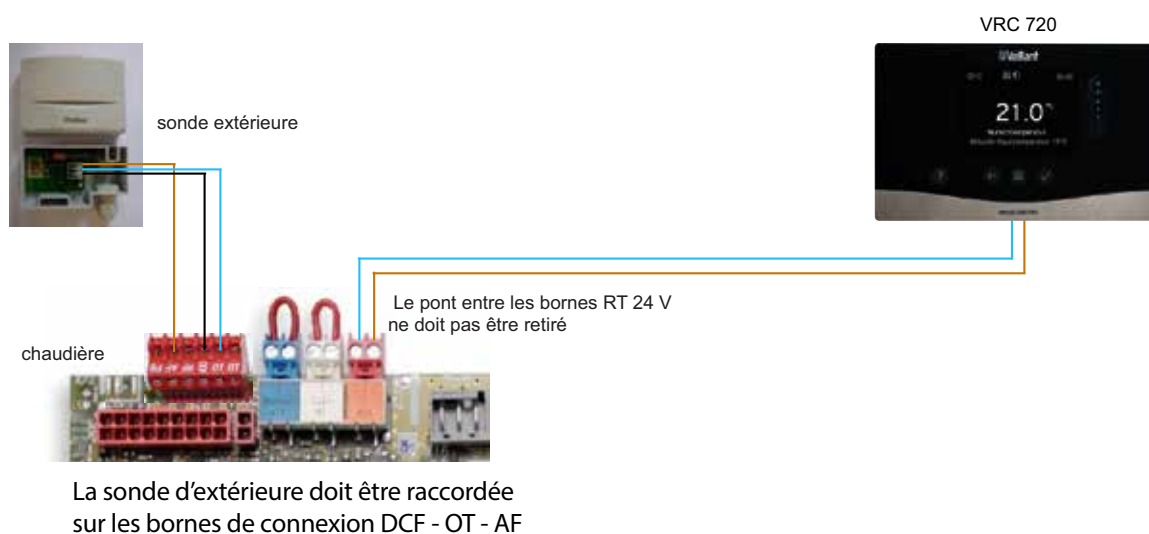 VRC 720
Vaillant
21.0°
sonde extérieure
Le pont entre les bornes RT 24 V
ne doit pas être retiré
chaudière
La sonde d’extérieure doit être raccordée
sur les bornes de connexion DCF - OT - AF